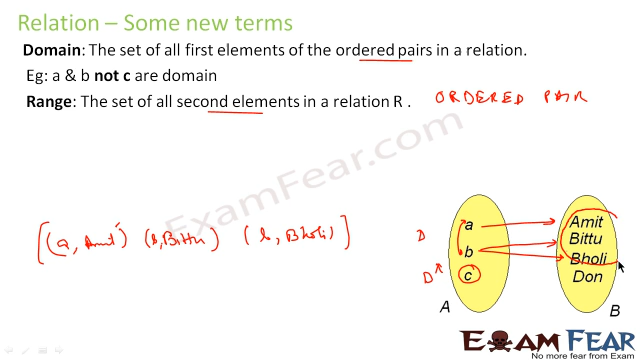 Relation – Some new terms
Domain: The set of all first elements of the ordered pairs in a relation.
Eg: a & b not c are domain
Range: The set of all second elements in a relation R .
ORDERED PAIR
ExamFear.com
[(a, Amit) (b, Bittu) (b, Bholi)]
a
b
c
D
D
A
Amit
Bittu
Bholi
Don
B
EXAM FEAR
No more fear from Exam